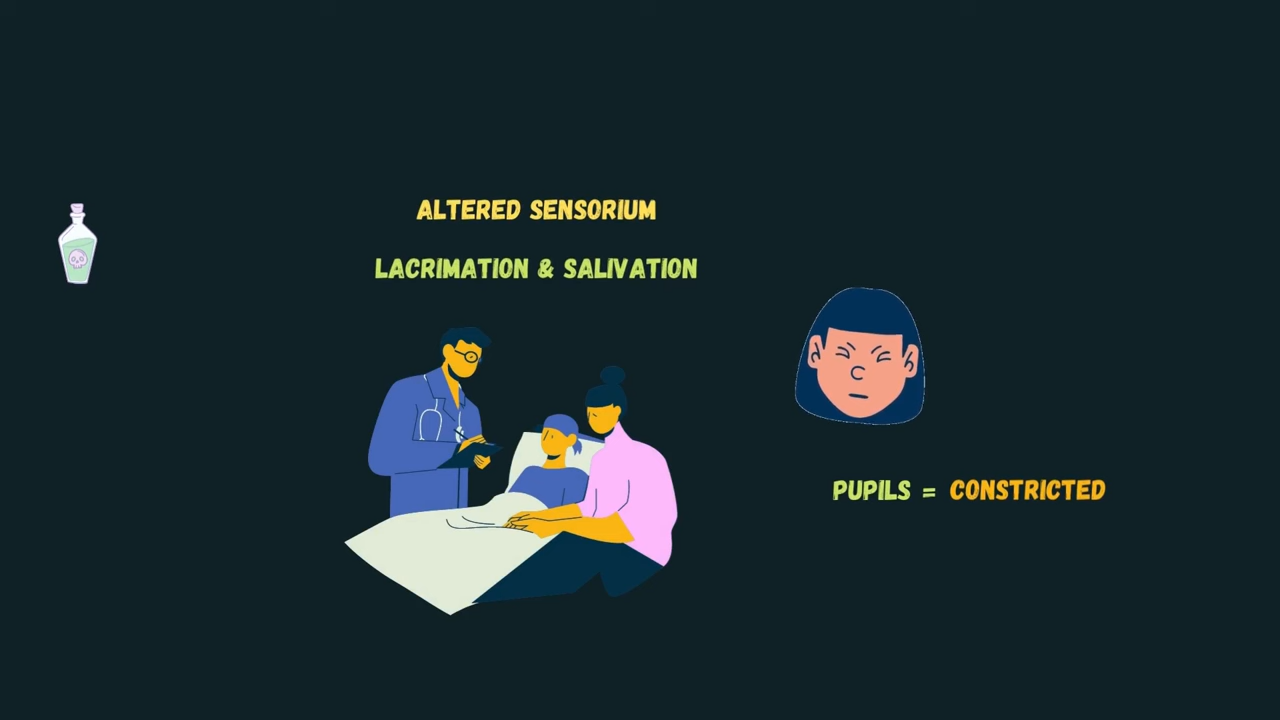 ALTERED SENSORIUM
LACRIMATION & SALIVATION
PUPILS = CONSTRICTED